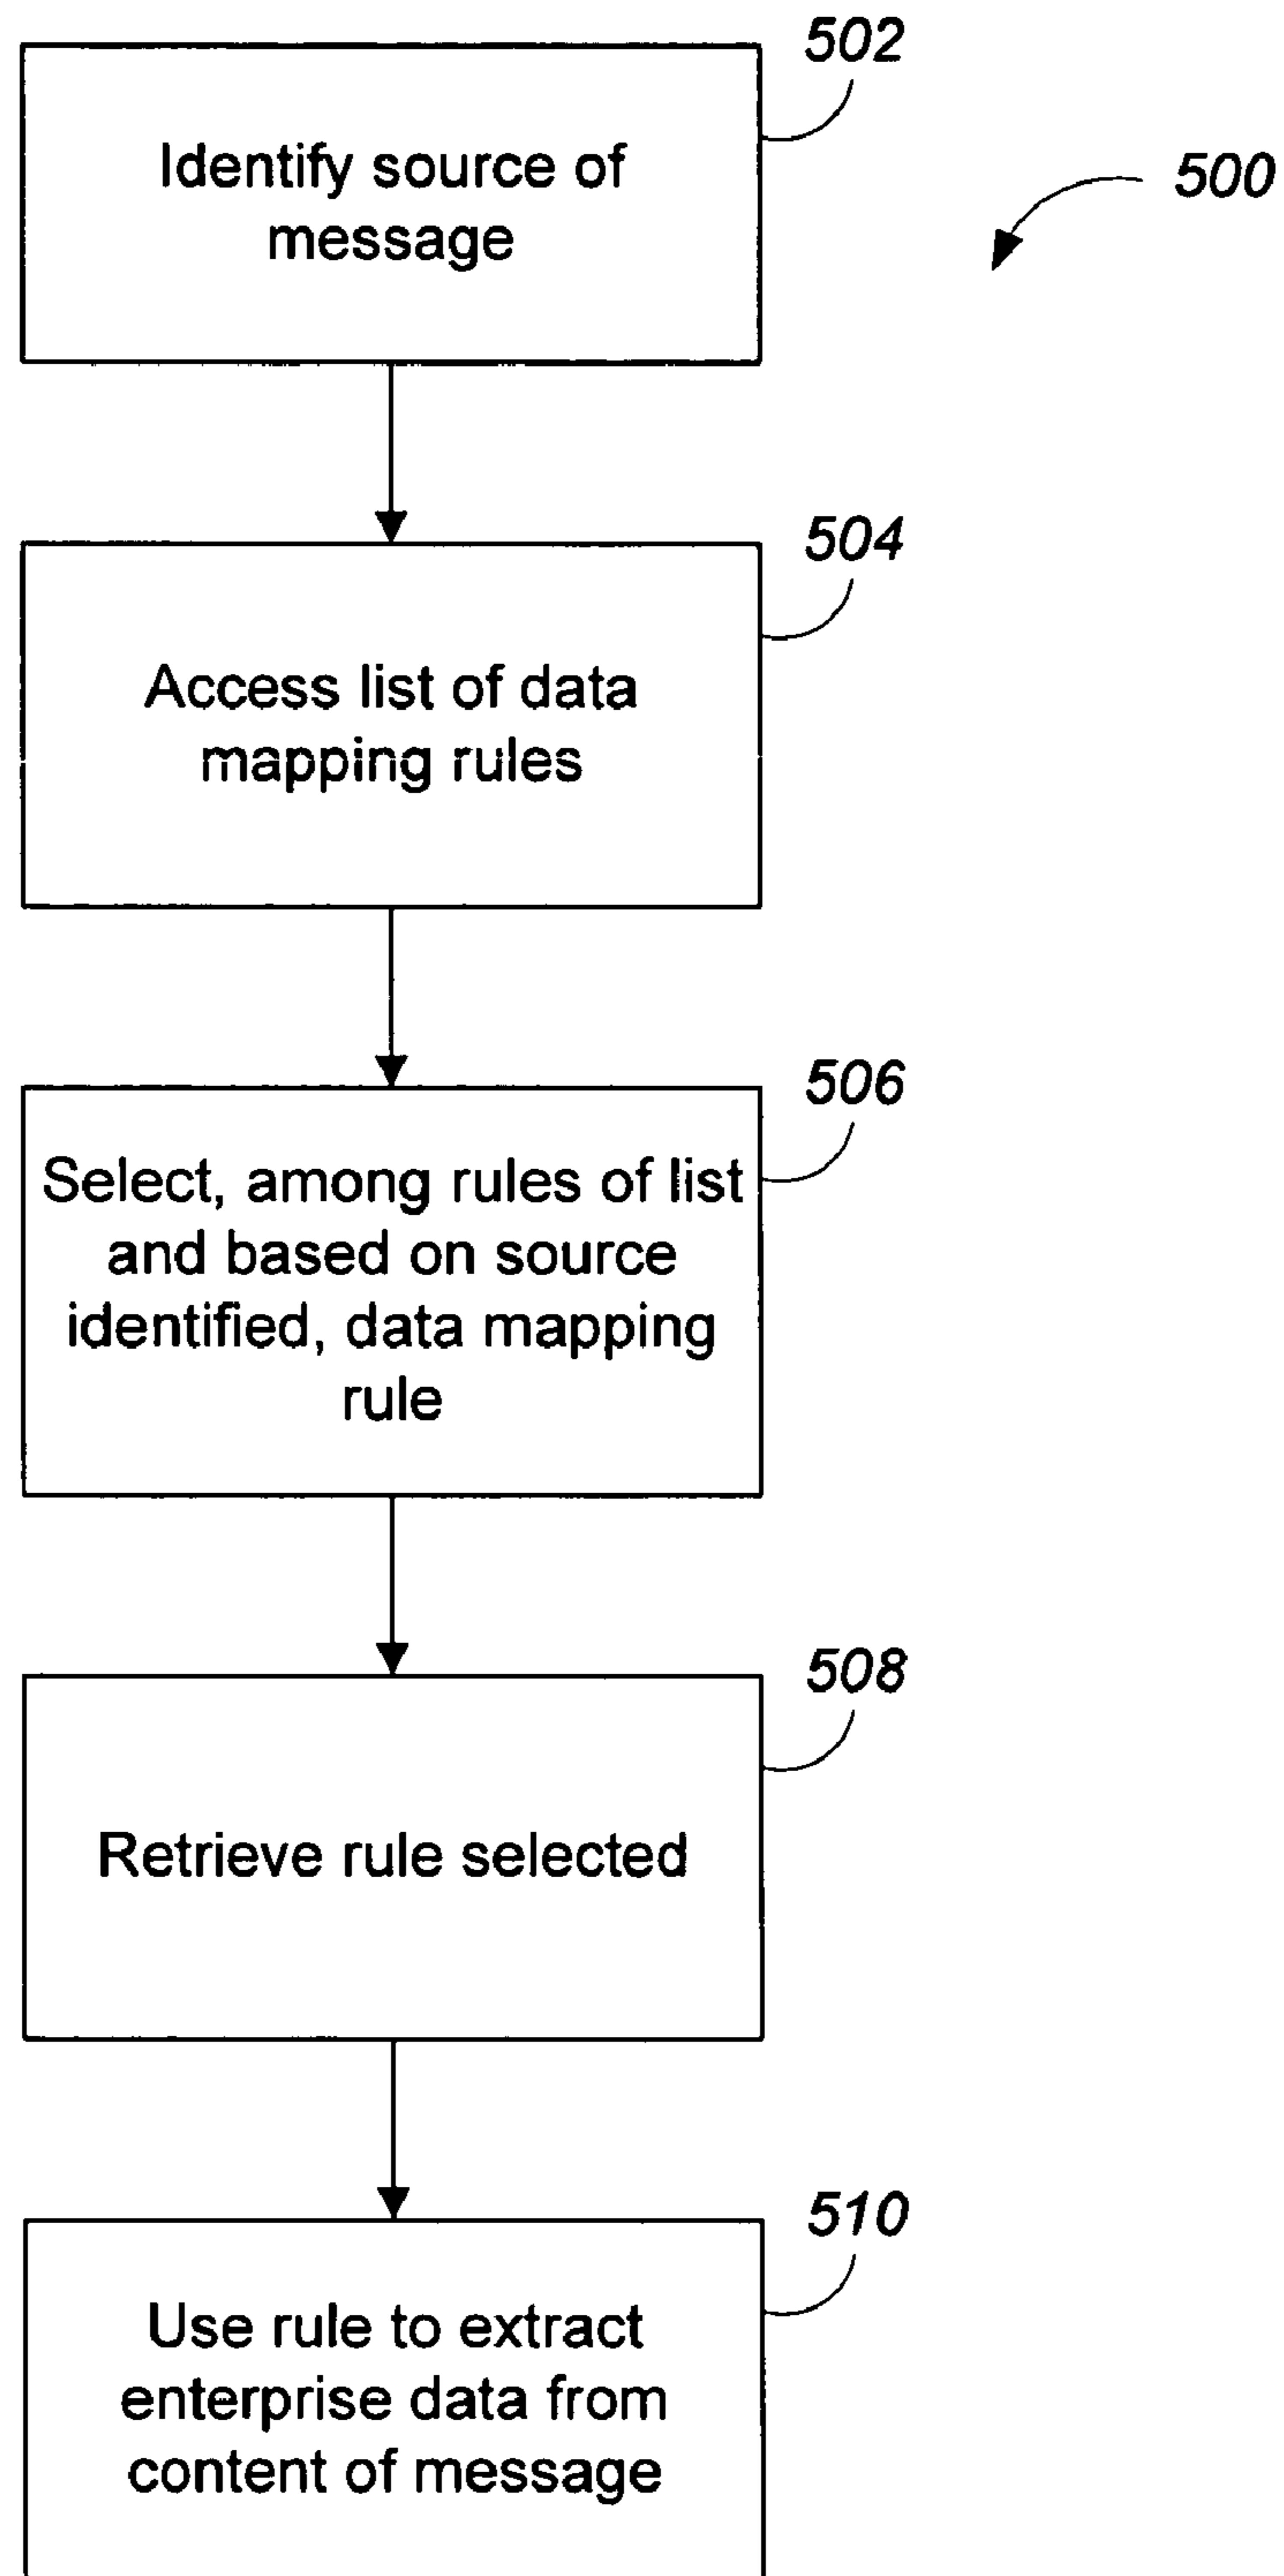 502
Identify source of
message
500
504
Access list of data
mapping rules
506
Select, among rules of list
and based on source
identified, data mapping
rule
508
Retrieve rule selected
510
Use rule to extract
enterprise data from
content of message